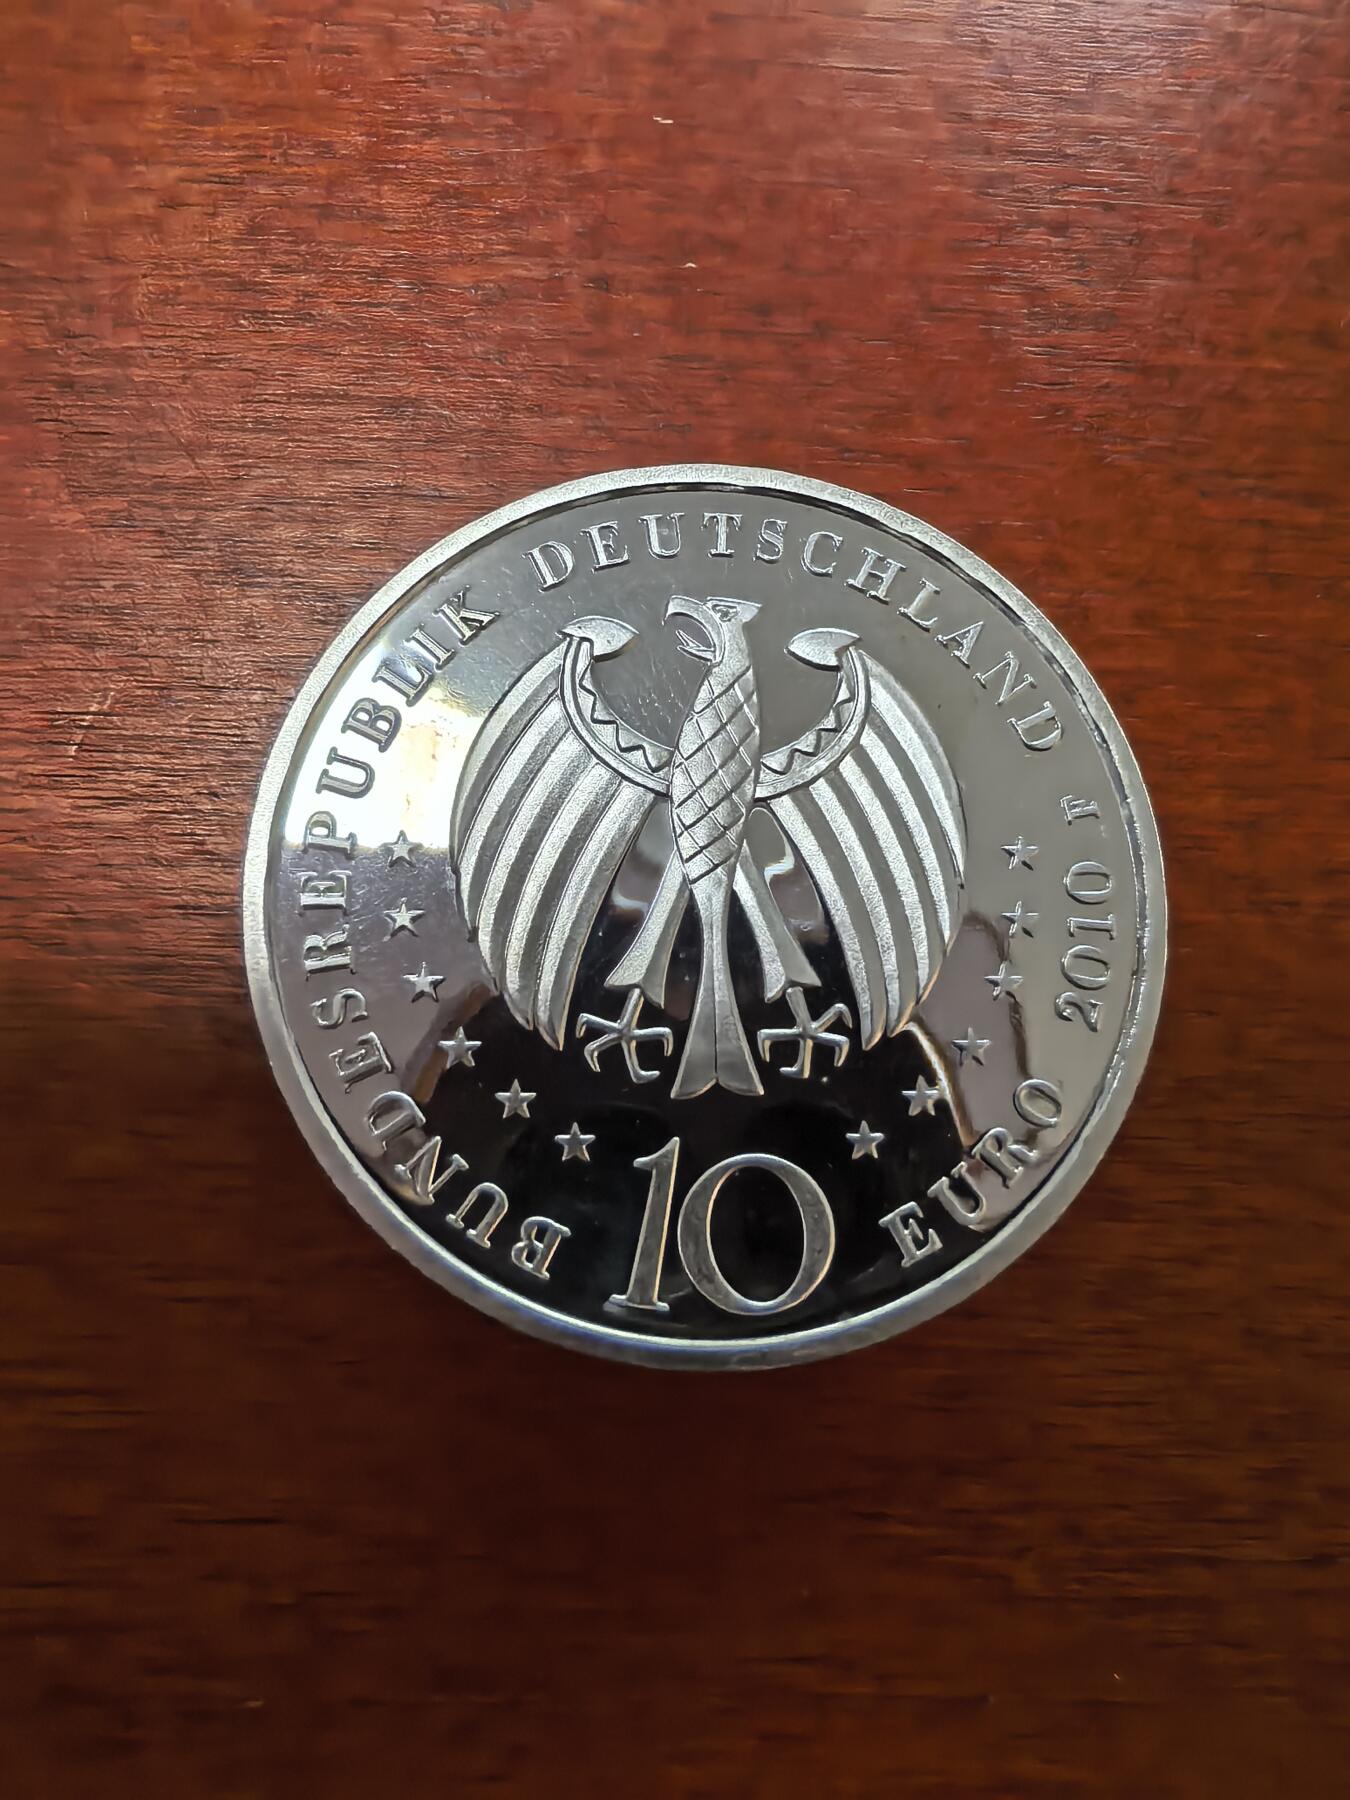 BUNDESREPUBLIK DEUTSCHLAND
2010 F
10 EURO